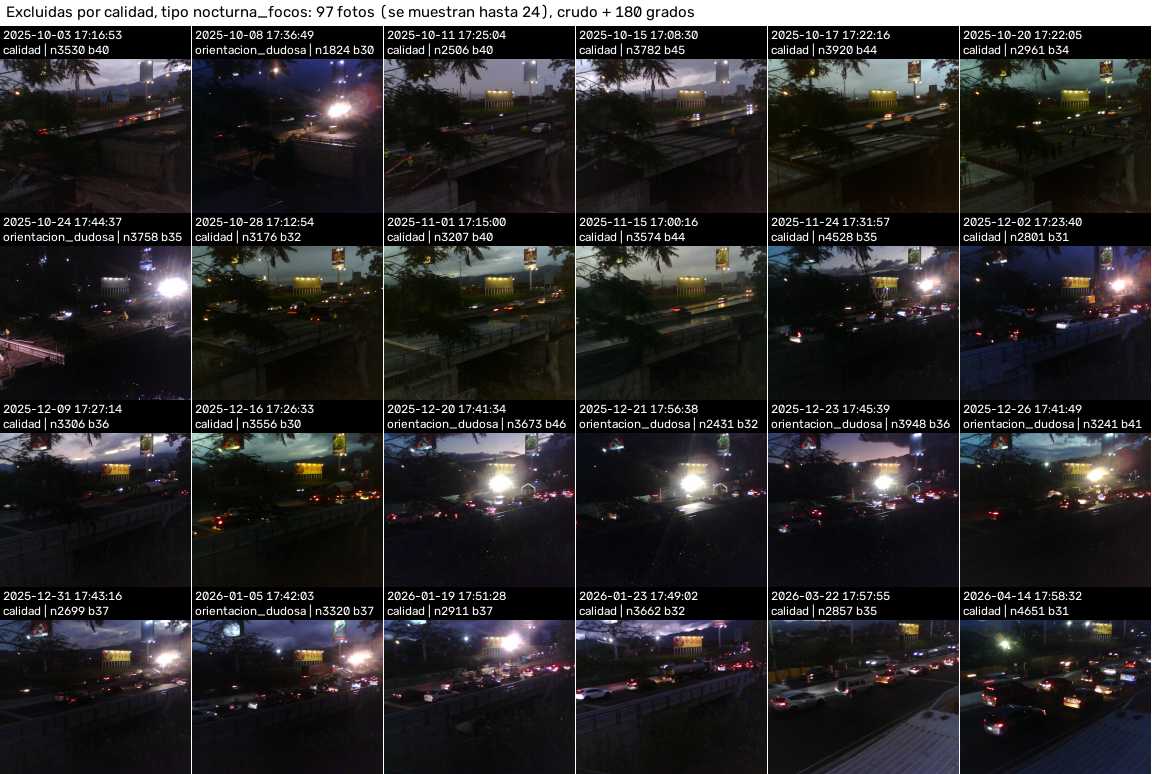 Excluidas por calidad, tipo nocturna_focos: 97 fotos (se muestran hasta 24), crudo + 180 grados
2025-10-03 17:16:53
calidad | n3530 b40
2025-10-08 17:36:49
orientacion_dudosa | n1824 b30
2025-10-11 17:25:04
calidad | n2506 b40
2025-10-15 17:08:30
calidad | n3782 b45
2025-10-17 17:22:16
calidad | n3920 b44
2025-10-20 17:22:05
calidad | n2961 b34
2025-10-24 17:44:37
orientacion_dudosa | n3758 b35
2025-10-28 17:12:54
calidad | n3176 b32
2025-11-01 17:15:00
calidad | n3207 b40
2025-11-15 17:00:16
calidad | n3574 b44
2025-11-24 17:31:57
calidad | n4528 b35
2025-12-02 17:23:40
calidad | n2801 b31
2025-12-09 17:27:14
calidad | n3306 b36
2025-12-16 17:26:33
calidad | n3556 b30
2025-12-20 17:41:34
orientacion_dudosa | n3673 b46
2025-12-21 17:56:38
orientacion_dudosa | n2431 b32
2025-12-23 17:45:39
orientacion_dudosa | n3948 b36
2025-12-26 17:41:49
orientacion_dudosa | n3241 b41
2025-12-31 17:43:16
calidad | n2699 b37
2026-01-05 17:42:03
orientacion_dudosa | n3320 b37
2026-01-19 17:51:28
calidad | n2911 b37
2026-01-23 17:49:02
calidad | n3662 b32
2026-03-22 17:57:55
calidad | n2857 b35
2026-04-14 17:58:32
calidad | n4651 b31